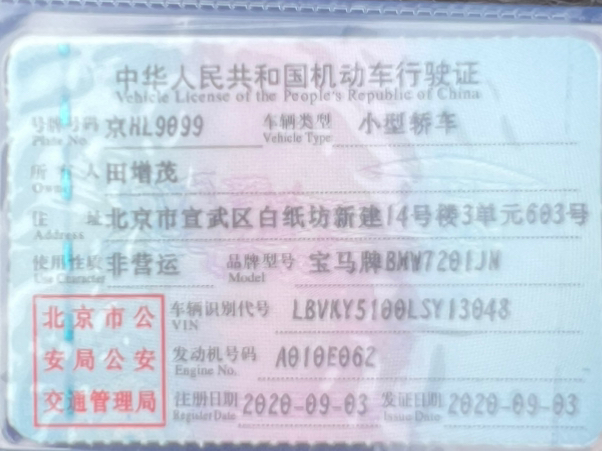 中华人民共和国机动车行驶证
Vehicle License of the People's Republic of China
号牌号码 京HL9099 车辆类型 小型轿车
Plate No. Vehicle Type
所有人 田增茂
Owner
住址 北京市宣武区白纸坊新建14号楼3单元603号
Address
使用性质 非营运 品牌型号 宝马牌BMW7201JM
Use Character Model
北京市公安局公安交通管理局
车辆识别代号 LBVKY5100LSY13048
VIN
发动机号码 A010E062
Engine No.
注册日期 2020-09-03 发证日期 2020-09-03
Register Date Issue Date